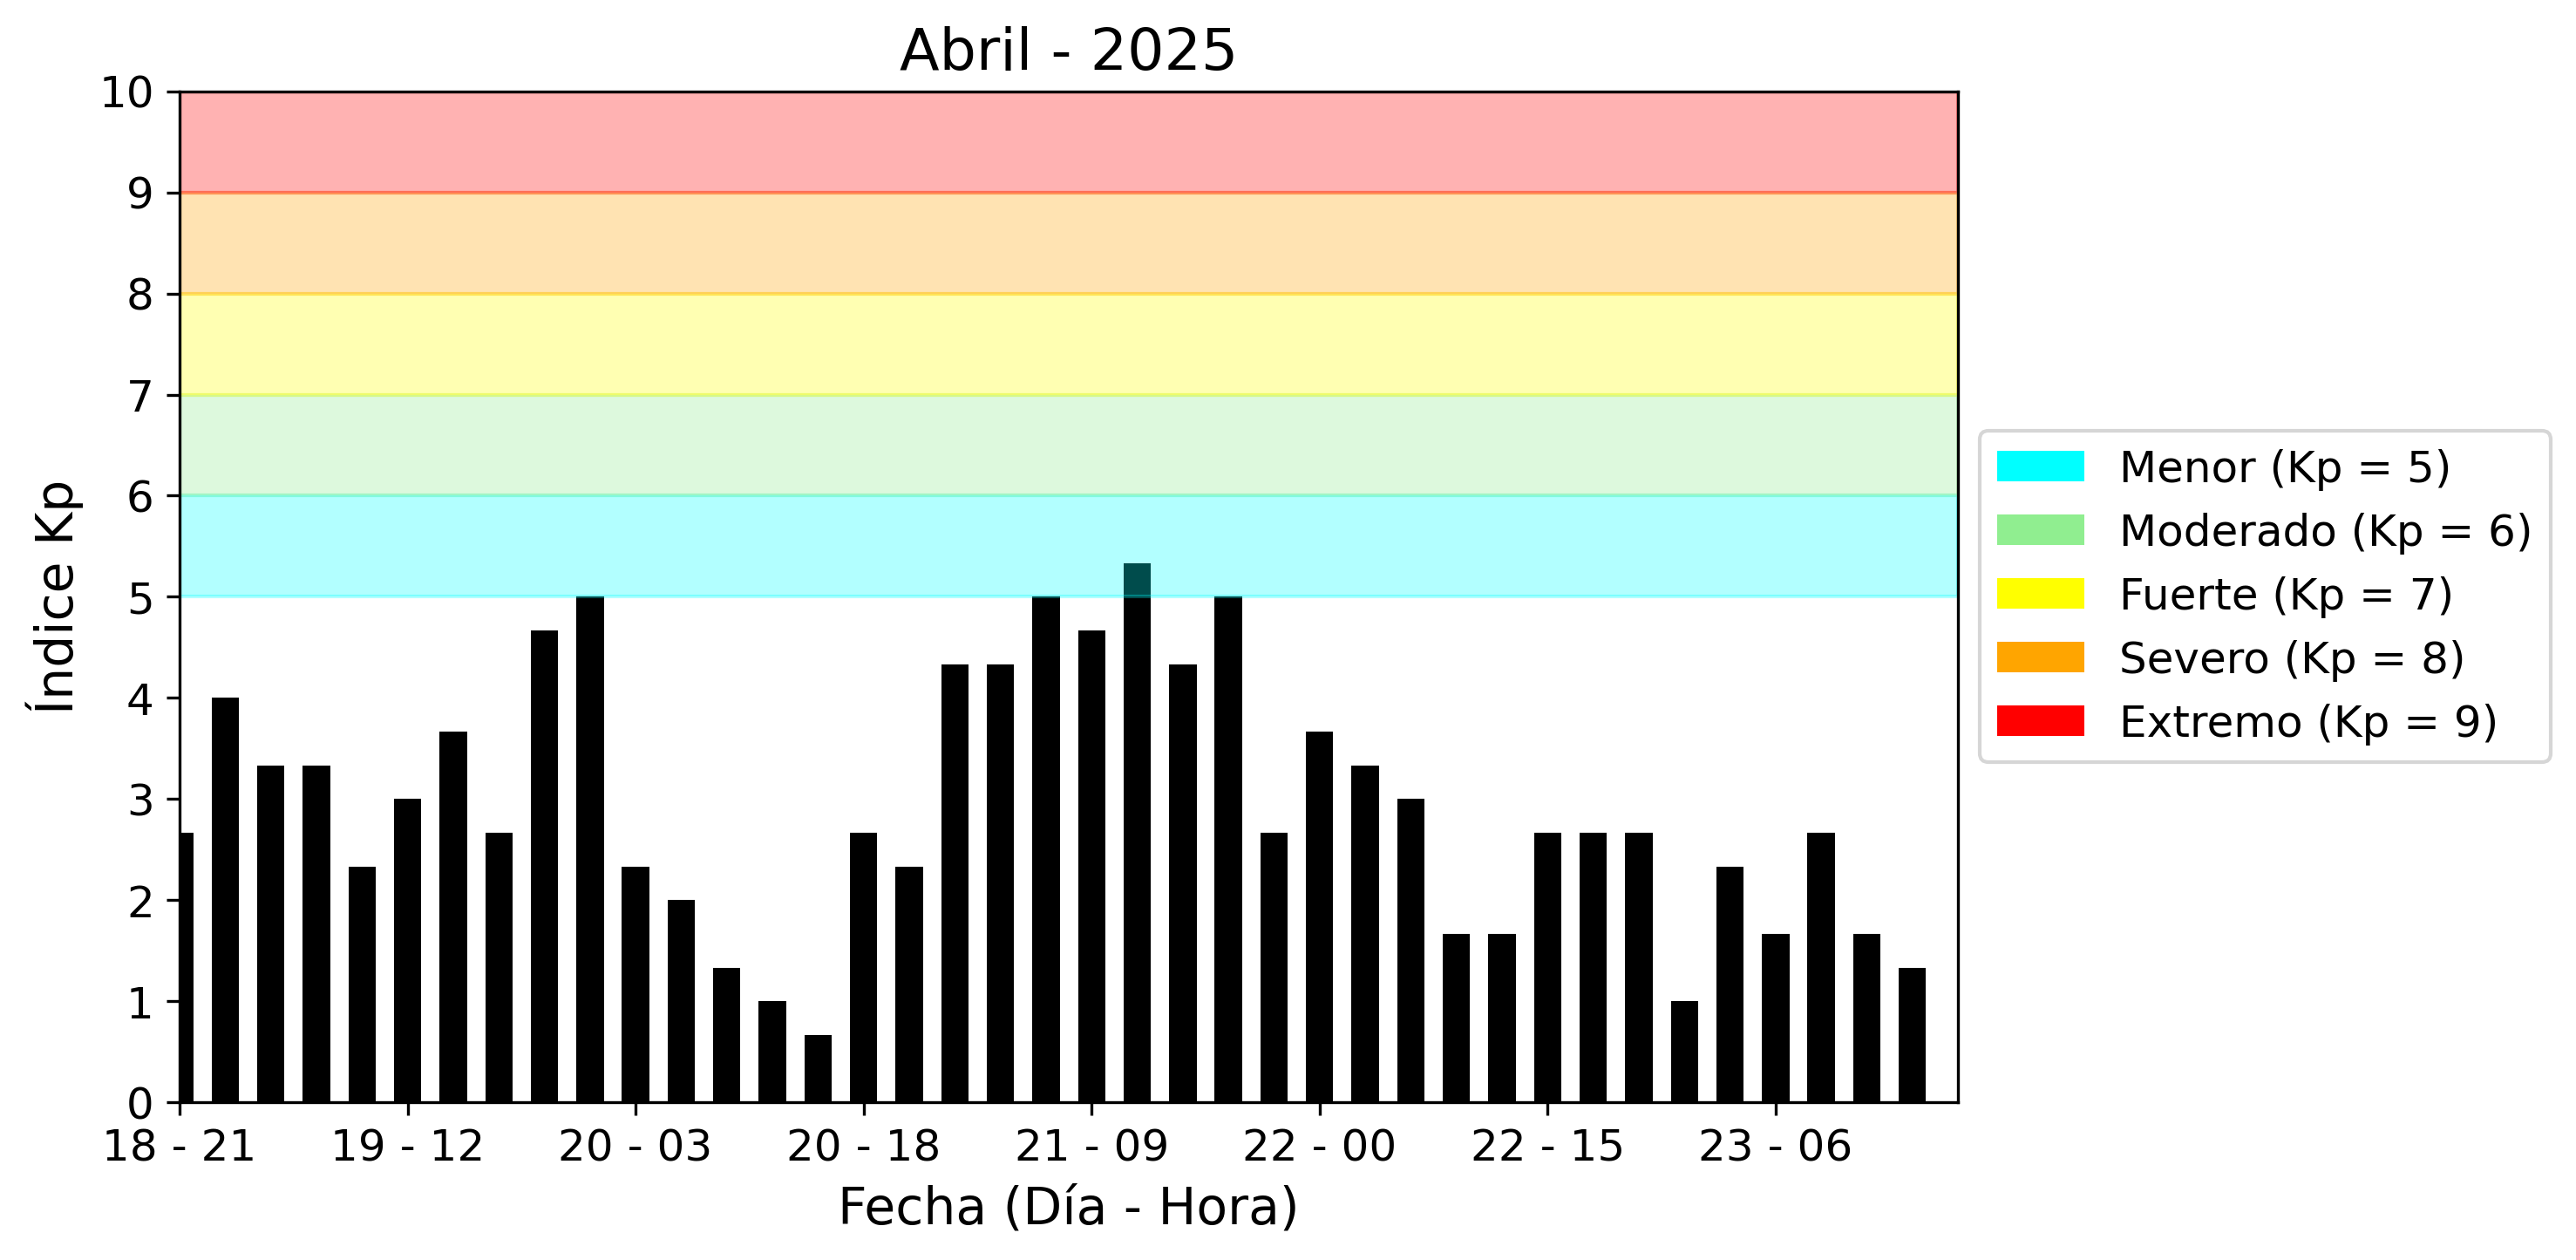 Abril - 2025
Índice Kp
10
9
8
7
6
5
4
3
2
1
0
18 - 21 19 - 12 20 - 03 20 - 18 21 - 09 22 - 00 22 - 15 23 - 06
Fecha (Día - Hora)
Menor (Kp = 5)
Moderado (Kp = 6)
Fuerte (Kp = 7)
Severo (Kp = 8)
Extremo (Kp = 9)